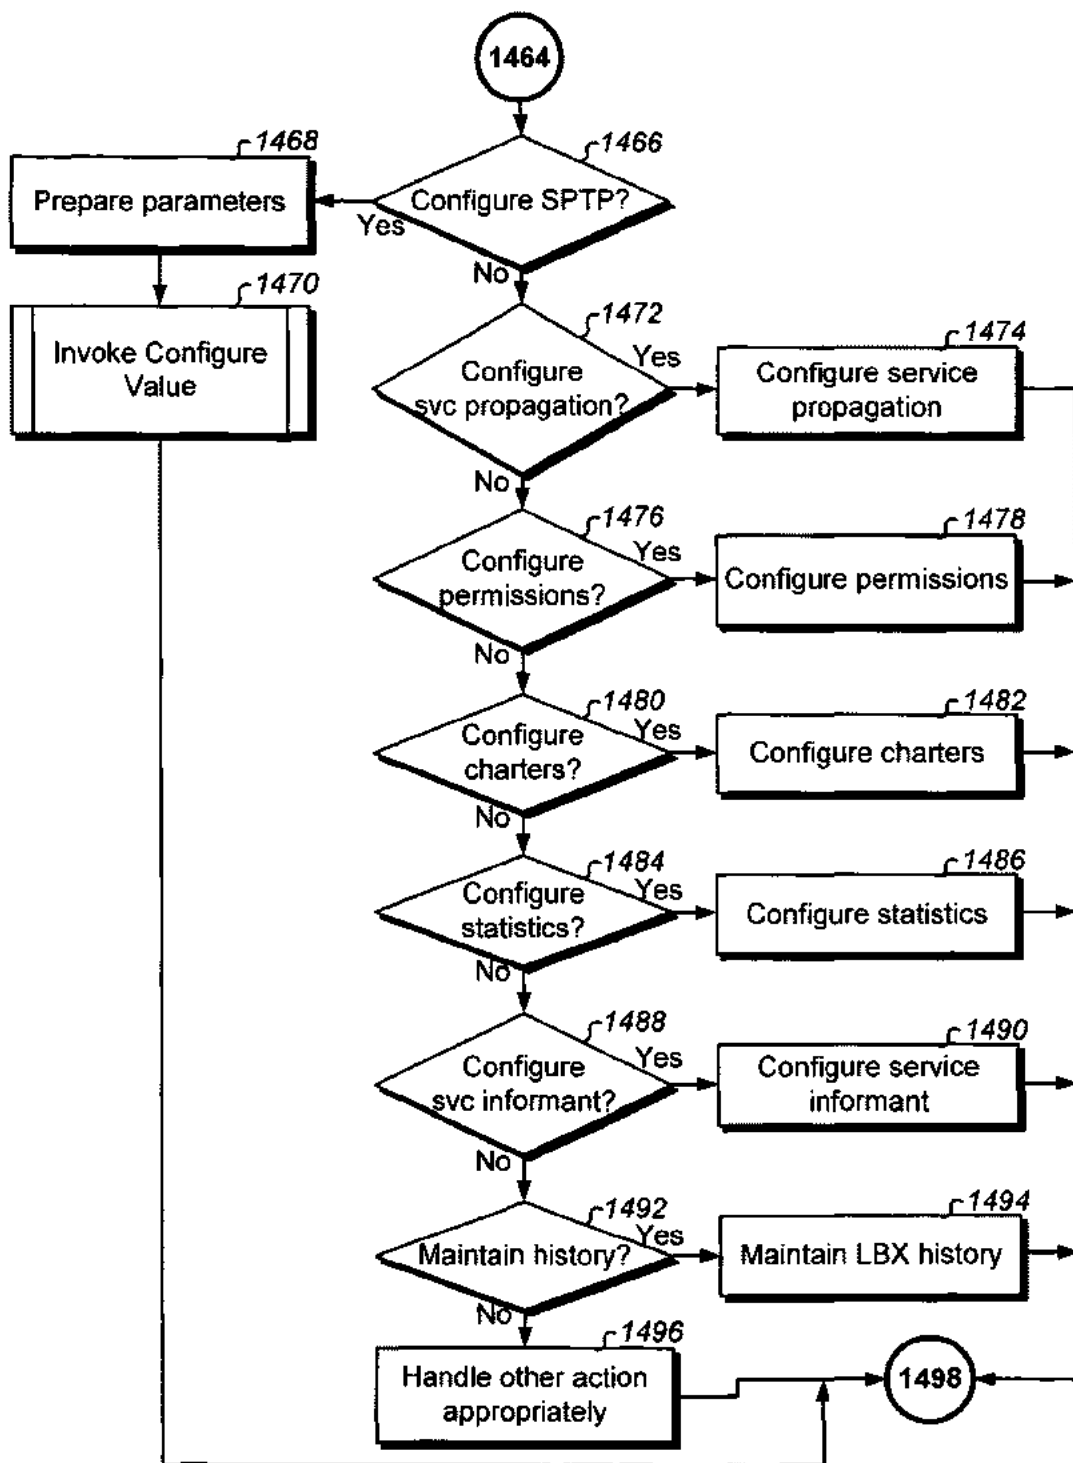 1464
1466
Configure SPTP?
Yes
No
1468
Prepare parameters
1470
Invoke Configure
Value
1472
Configure
svc propagation?
Yes
No
1474
Configure service
propagation
1476
Configure
permissions?
Yes
No
1478
Configure permissions
1480
Configure
charters?
Yes
No
1482
Configure charters
1484
Configure
statistics?
Yes
No
1486
Configure statistics
1488
Configure
svc informant?
Yes
No
1490
Configure service
informant
1492
Maintain history?
Yes
No
1494
Maintain LBX history
1496
Handle other action
appropriately
1498